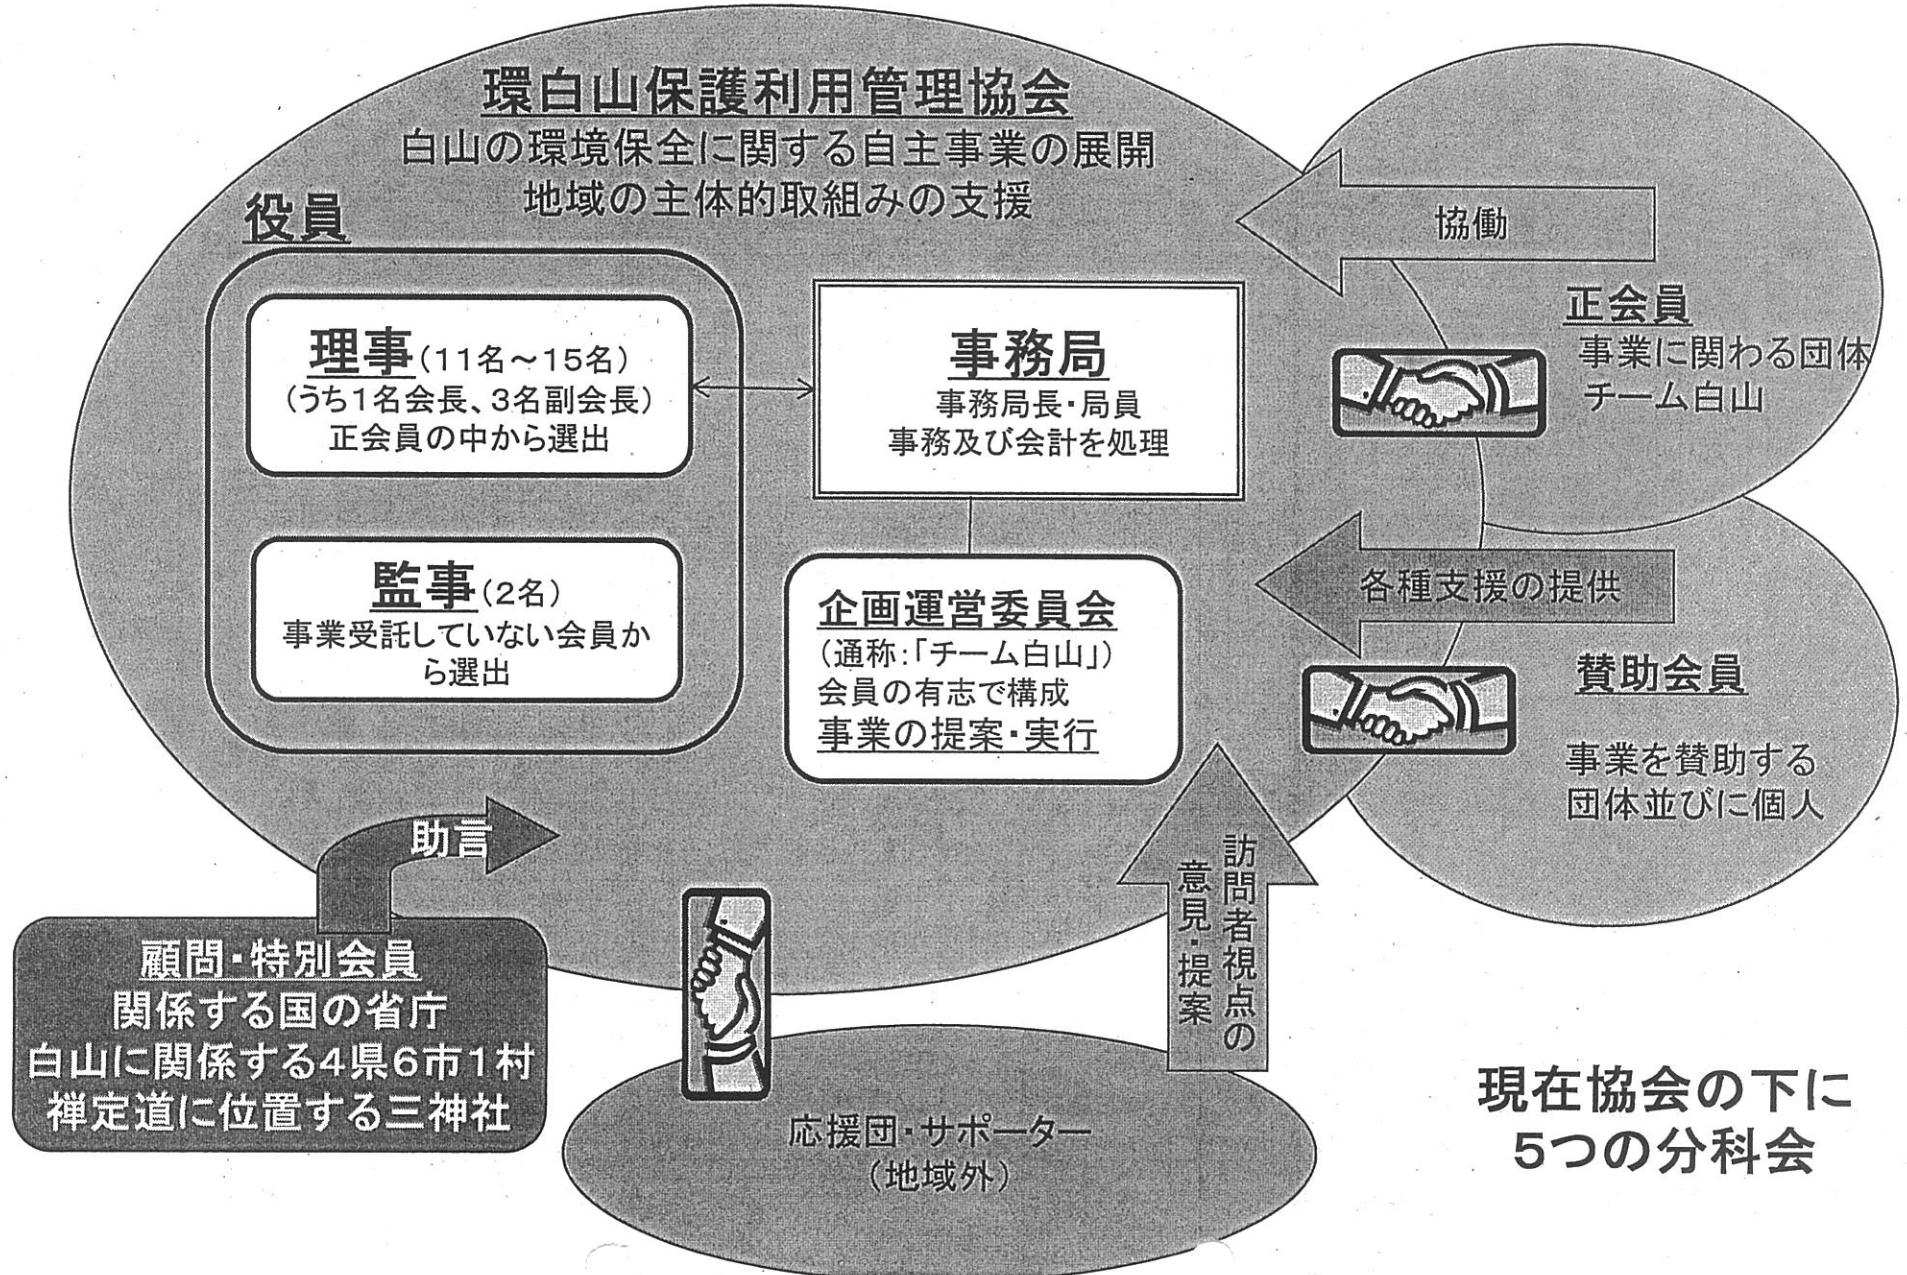 環白山保護利用管理協会
白山の環境保全に関する自主事業の展開
地域の主体的取組みの支援
役員
理事(11名～15名)
(うち1名会長、3名副会長)
正会員の中から選出
監事(2名)
事業受託していない会員か
ら選出
事務局
事務局長・局員
事務及び会計を処理
企画運営委員会
(通称:「チーム白山」)
会員の有志で構成
事業の提案・実行
協働
正会員
事業に関わる団体
チーム白山
各種支援の提供
賛助会員
事業を賛助する
団体並びに個人
助言
顧問・特別会員
関係する国の省庁
白山に関係する4県6市1村
禅定道に位置する三神社
訪問者視点の
意見・提案
応援団・サポーター
(地域外)
現在協会の下に
5つの分科会